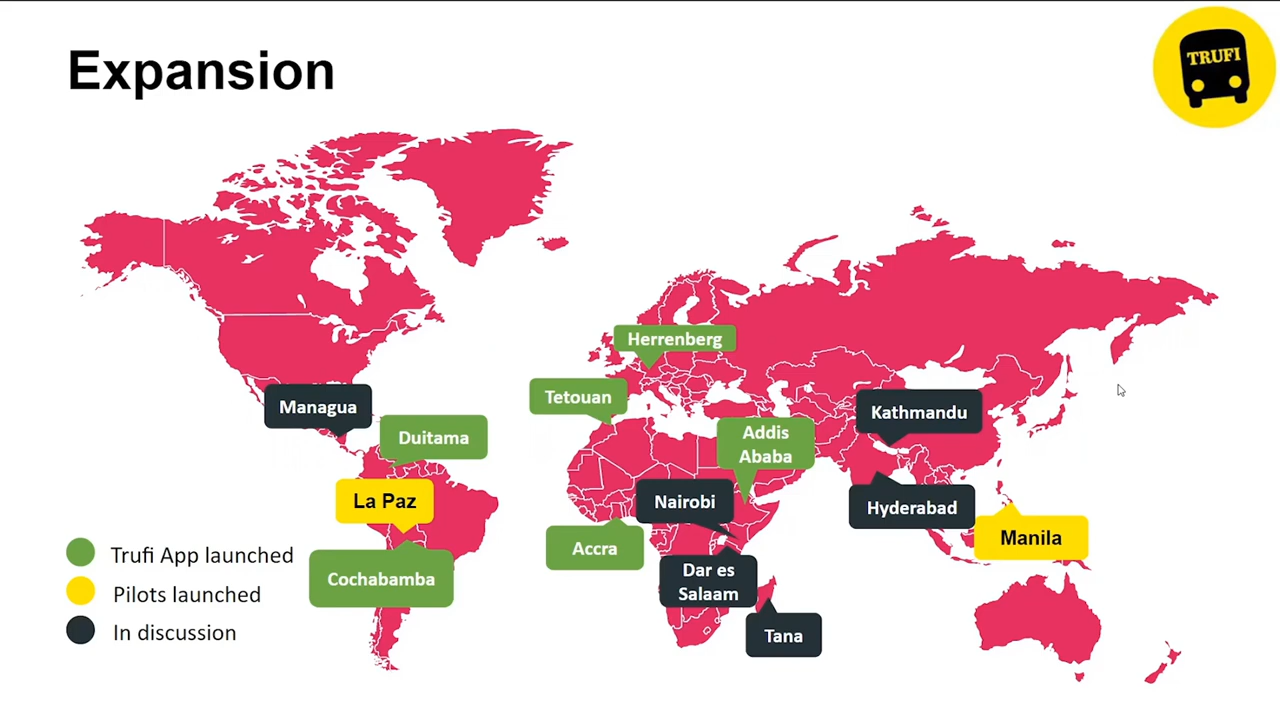 Expansion
TRUFI
Herrenberg
Tetouan
Managua
Kathmandu
Duitama
Addis
Ababa
La Paz
Nairobi
Hyderabad
Manila
Accra
Trufi App launched
Cochabamba
Dar es
Salaam
Pilots launched
In discussion
Tana